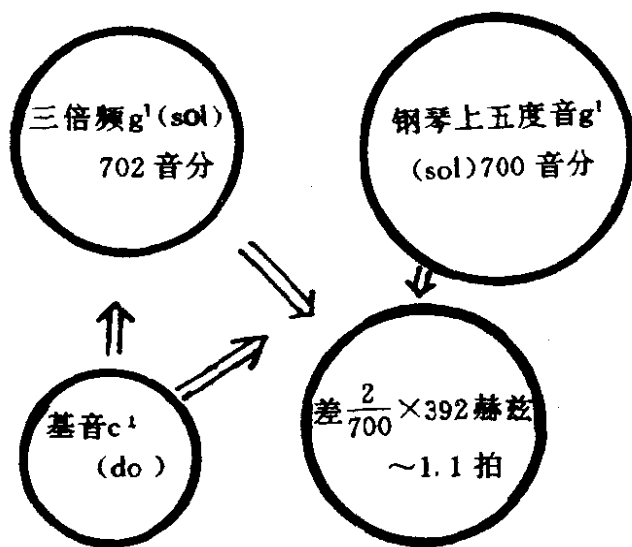 三倍频g¹(sol)
702 音分
钢琴上五度音g¹
(sol)700 音分
基音c¹
(do )
差2/700×392赫兹
～1.1 拍